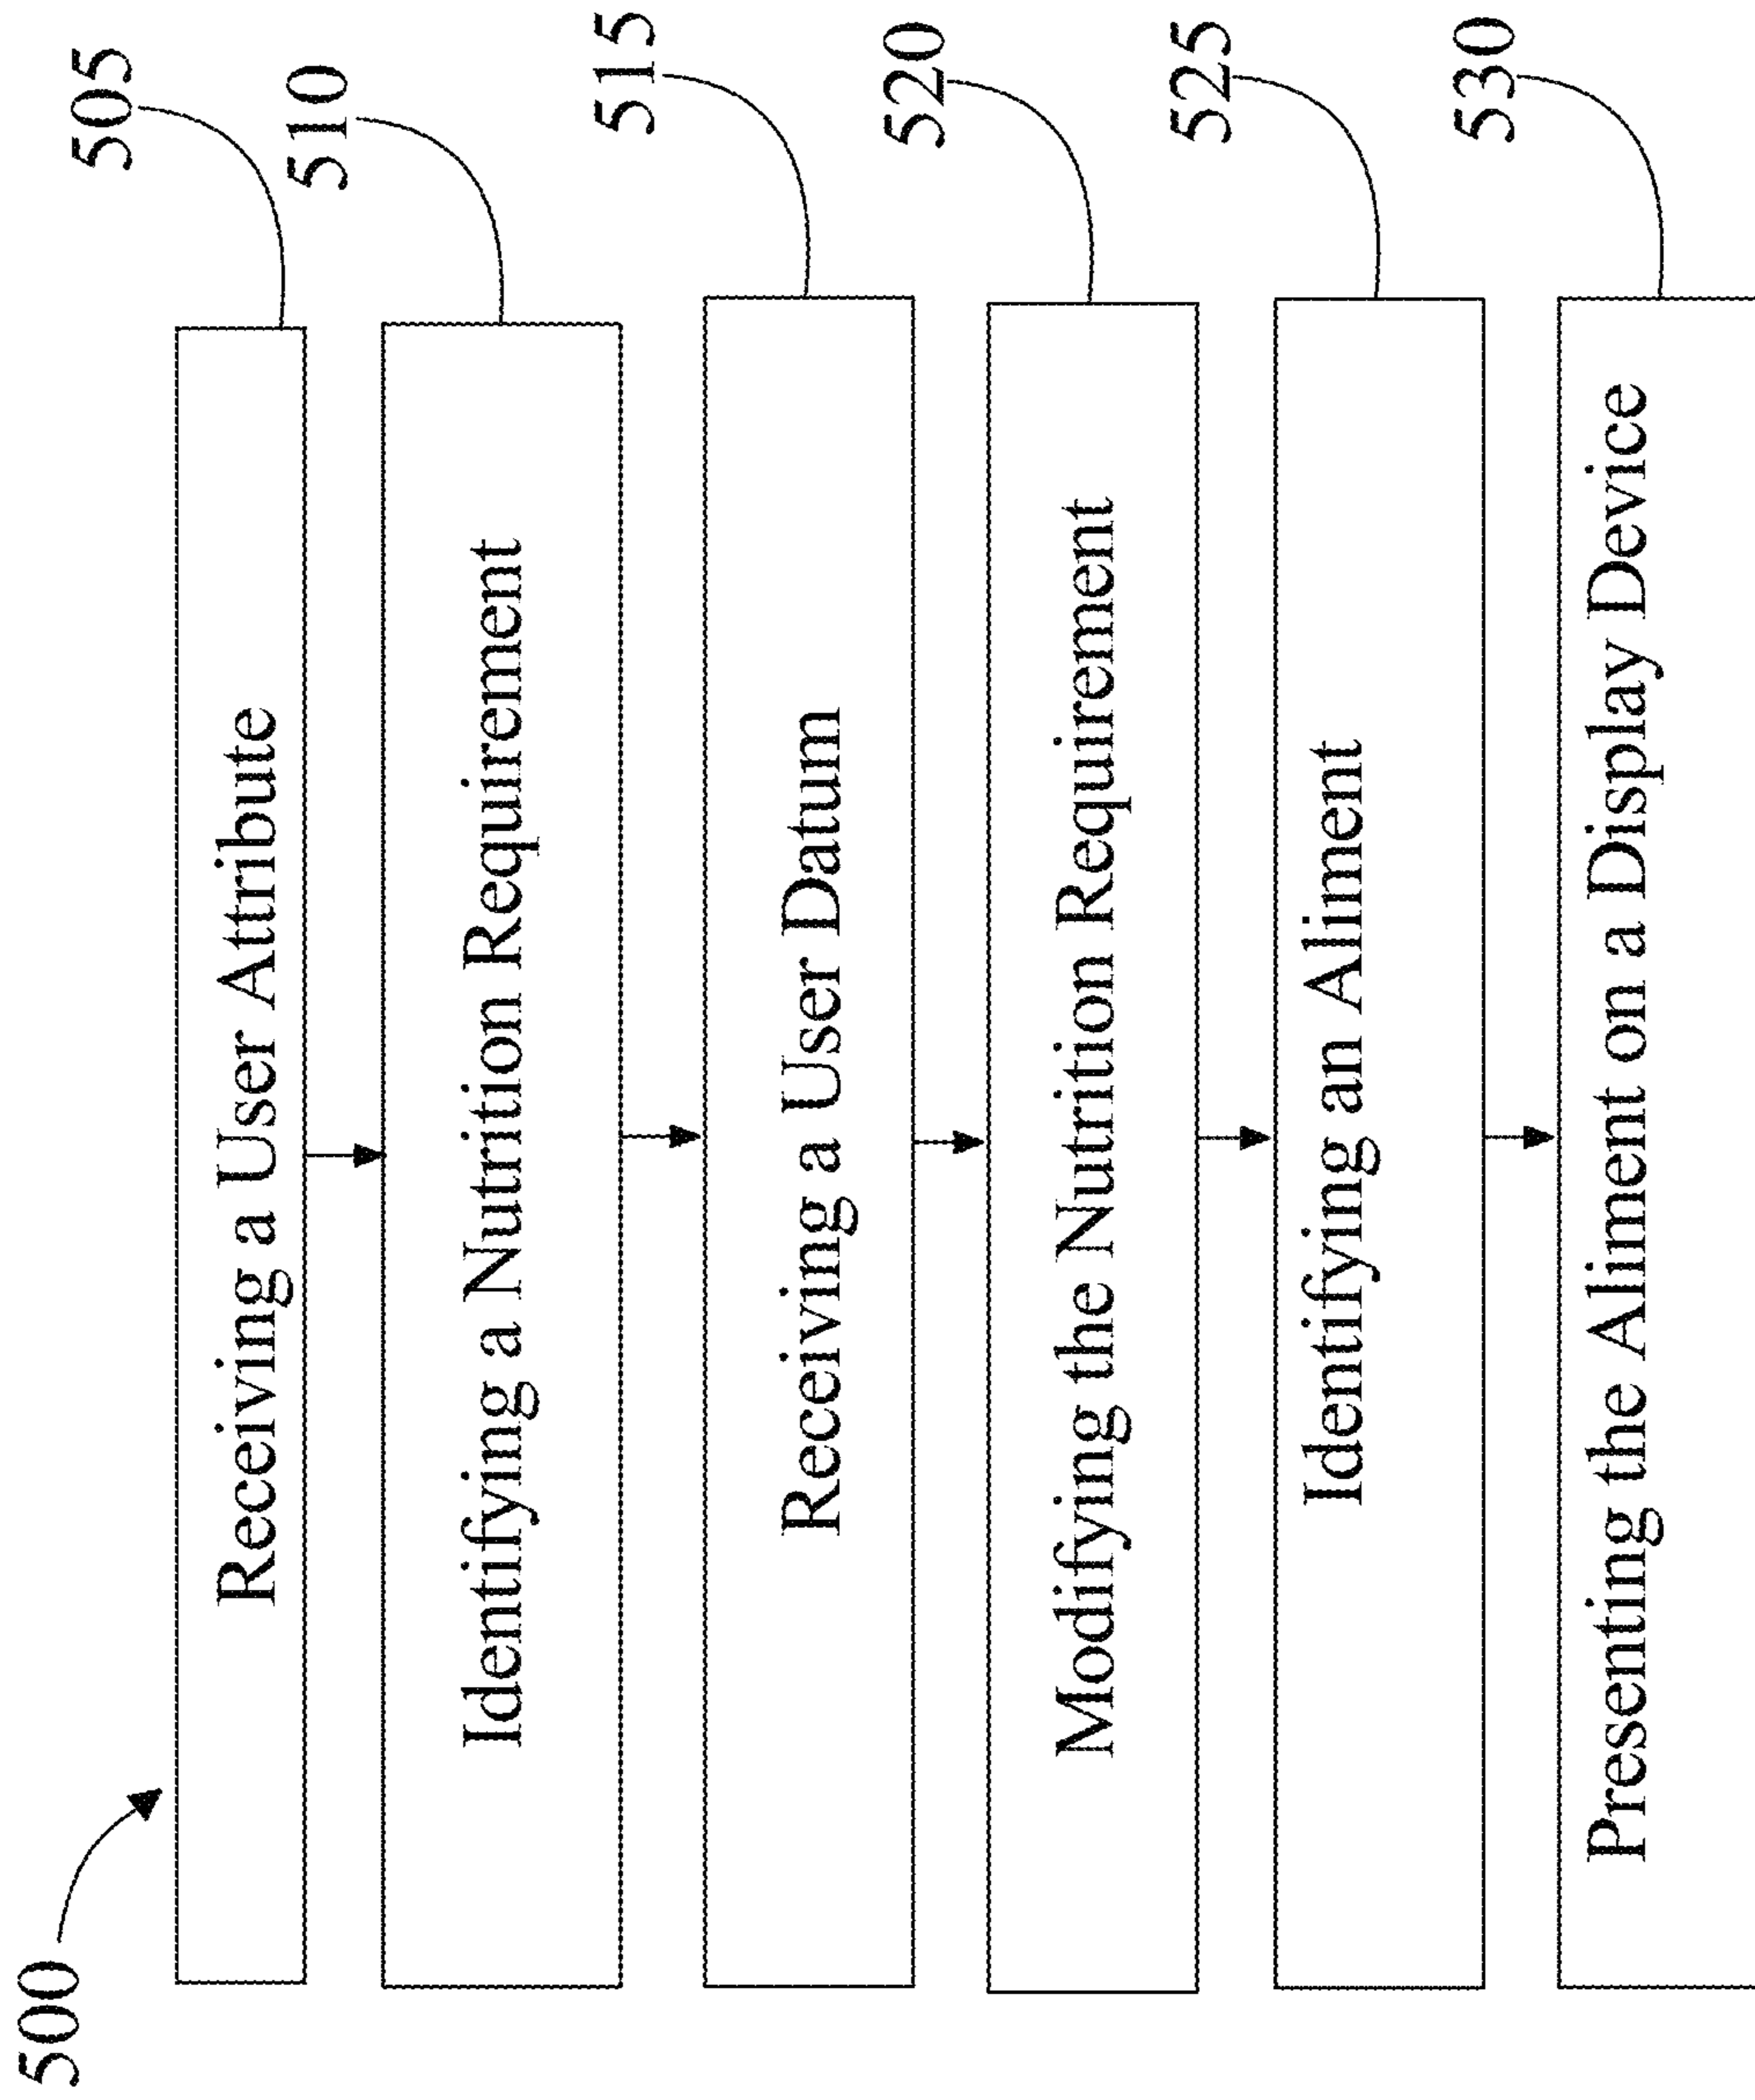 500
505
Receiving a User Attribute
510
Identifying a Nutrition Requirement
515
Receiving a User Datum
520
Modifying the Nutrition Requirement
525
Identifying an Aliment
530
Presenting the Aliment on a Display Device